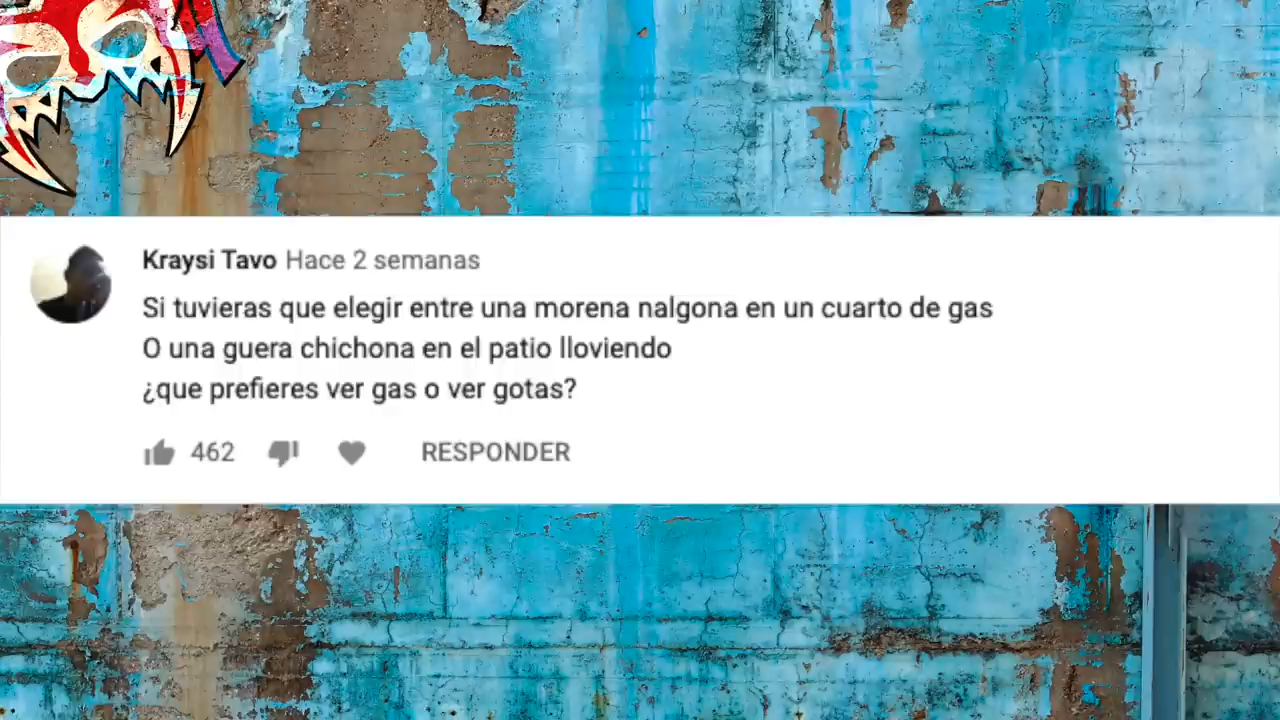 Kraysi Tavo Hace 2 semanas
Si tuvieras que elegir entre una morena nalgona en un cuarto de gas
O una guera chichona en el patio lloviendo
¿que prefieres ver gas o ver gotas?
462 RESPONDER